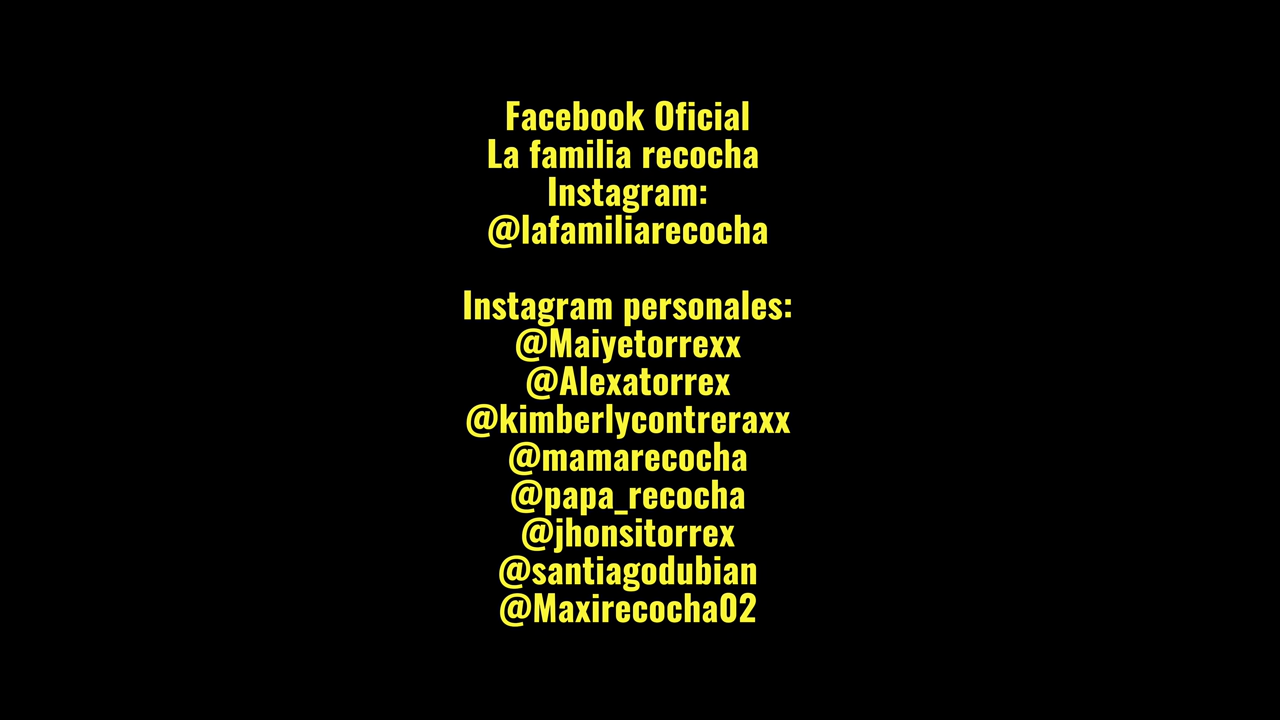 Facebook Oficial
La familia recocha
Instagram:
@lafamiliarecocha
Instagram personales:
@Maiyetorrexx
@Alexatorrex
@kimberlycontreraxx
@mamarecocha
@papa_recocha
@jhonsitorrex
@santiagodubian
@Maxirecocha02